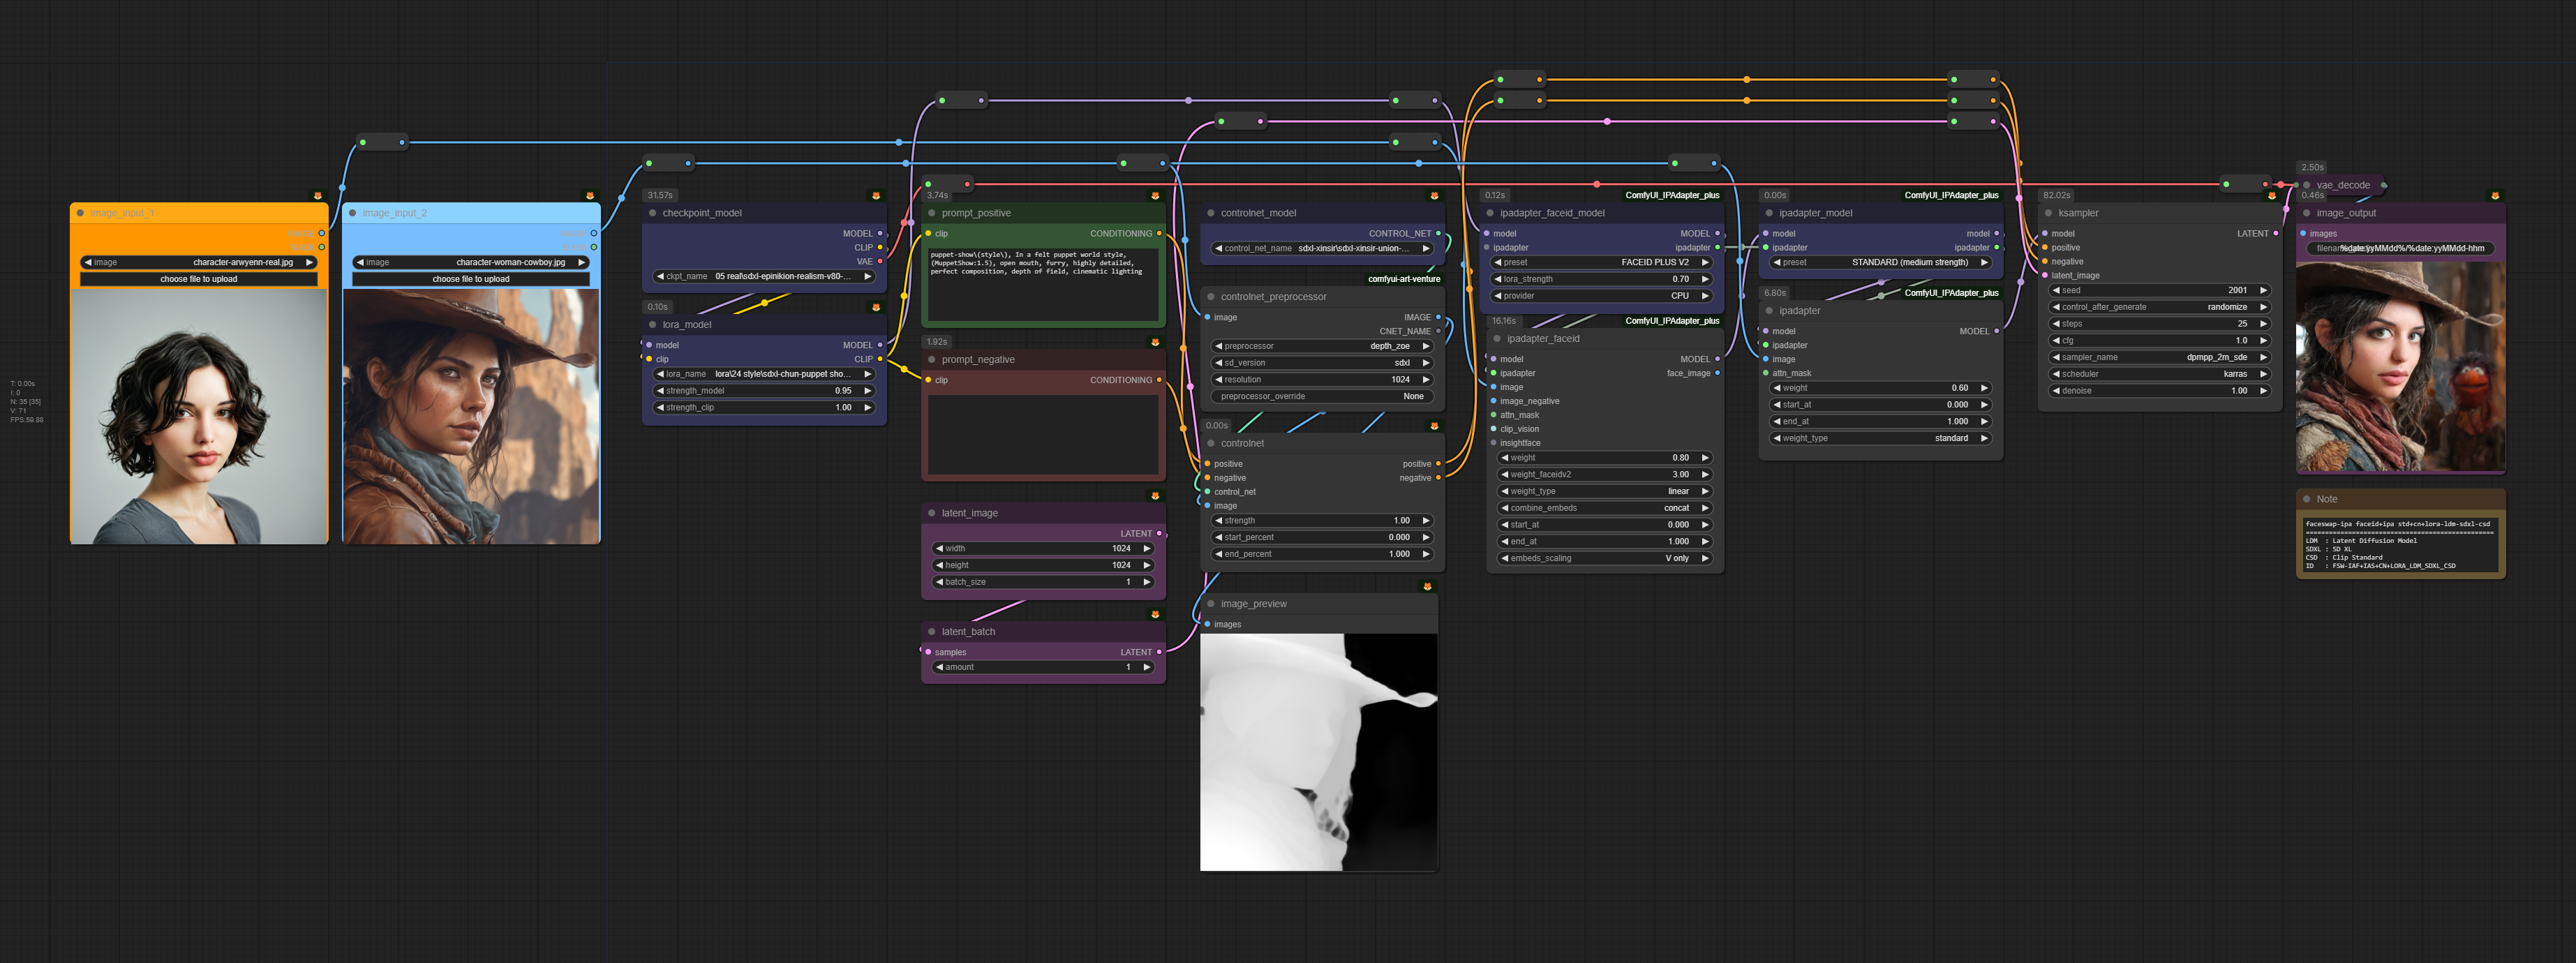 T: 0.00s
I: 0
N: 35 [35]
V: 71
FPS:59.88
image_input_1
IMAGE
MASK
image character-arwyenn-real.jpg
choose file to upload
image_input_2
IMAGE
MASK
image character-woman-cowboy.jpg
choose file to upload
31.57s
checkpoint_model
MODEL
CLIP
VAE
ckpt_name 05 real\sdxl-epinikion-realism-v80-...
0.10s
lora_model
model MODEL
clip CLIP
lora_name lora\24 style\sdxl-chun-puppet sho...
strength_model 0.95
strength_clip 1.00
3.74s
prompt_positive
clip CONDITIONING
puppet-show\(style\), In a felt puppet world style,
(MuppetShow:1.5), open mouth, furry, highly detailed,
perfect composition, depth of field, cinematic lighting
1.92s
prompt_negative
clip CONDITIONING
latent_image
LATENT
width 1024
height 1024
batch_size 1
latent_batch
samples LATENT
amount 1
controlnet_model
CONTROL_NET
control_net_name sdxl-xinsir\sdxl-xinsir-union-...
comfyui-art-venture
controlnet_preprocessor
image IMAGE
CNET_NAME
preprocessor depth_zoe
sd_version sdxl
resolution 1024
preprocessor_override None
0.00s
controlnet
positive positive
negative negative
control_net
image
strength 1.00
start_percent 0.000
end_percent 1.000
image_preview
images
0.12s ComfyUI_IPAdapter_plus
ipadapter_faceid_model
model MODEL
ipadapter ipadapter
preset FACEID PLUS V2
lora_strength 0.70
provider CPU
16.16s ComfyUI_IPAdapter_plus
ipadapter_faceid
model MODEL
ipadapter face_image
image
image_negative
attn_mask
clip_vision
insightface
weight 0.80
weight_faceidv2 3.00
weight_type linear
combine_embeds concat
start_at 0.000
end_at 1.000
embeds_scaling V only
0.00s ComfyUI_IPAdapter_plus
ipadapter_model
model model
ipadapter ipadapter
preset STANDARD (medium strength)
6.80s ComfyUI_IPAdapter_plus
ipadapter
model MODEL
ipadapter
image
attn_mask
weight 0.60
start_at 0.000
end_at 1.000
weight_type standard
82.02s
ksampler
model LATENT
positive
negative
latent_image
seed 2001
control_after_generate randomize
steps 25
cfg 1.0
sampler_name dpmpp_2m_sde
scheduler karras
denoise 1.00
2.50s
vae_decode
0.46s
image_output
images
%date:yyMMdd%/%date:yyMMdd-hhm
Note
faceswap-ipa faceid+ipa std+cn+lora-ldm-sdxl-csd
================================================
LDM : Latent Diffusion Model
SDXL : SD XL
CSD : Clip Standard
ID : FSW-IAF+IAS+CN+LORA_LDM_SDXL_CSD